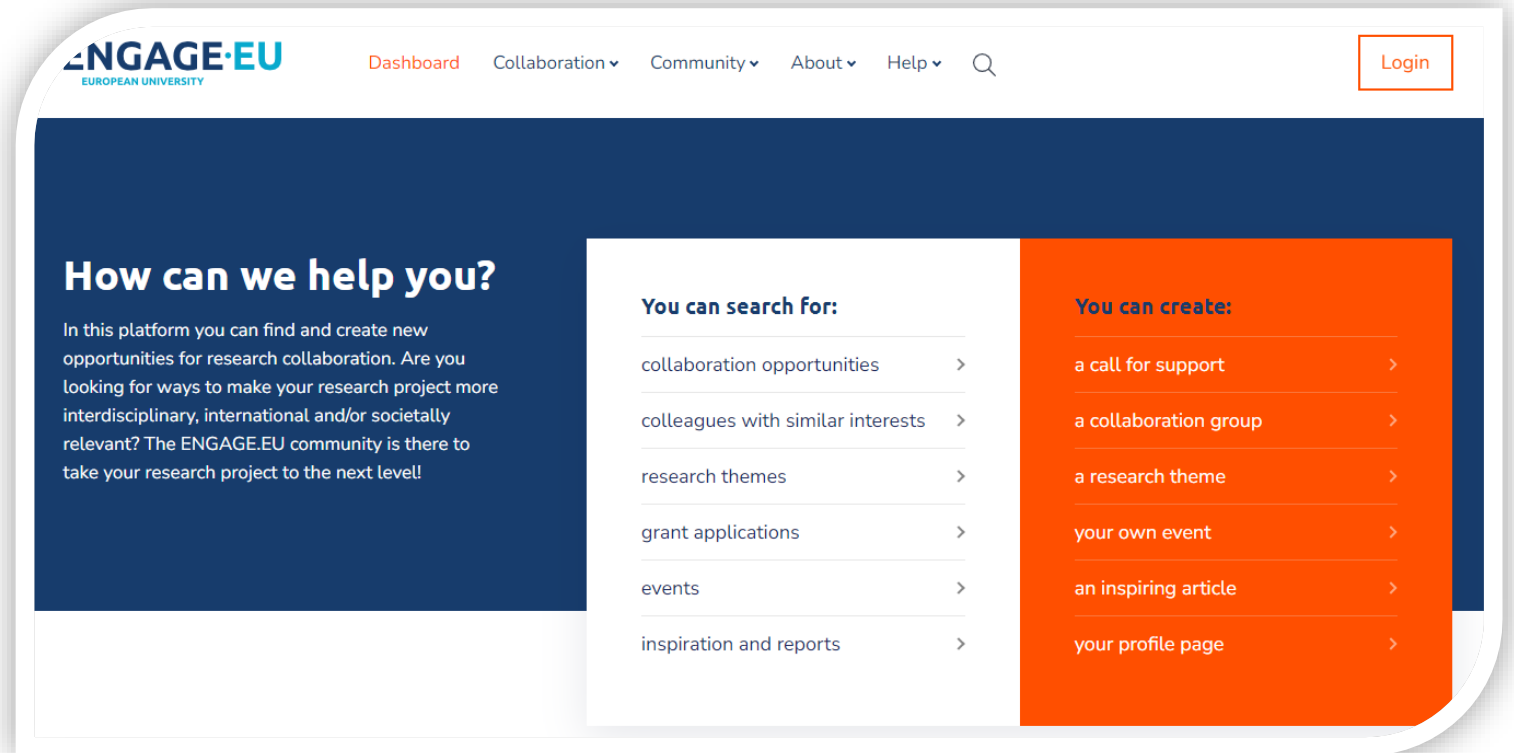 ENGAGE·EU
EUROPEAN UNIVERSITY
Dashboard Collaboration Community About Help
Login
How can we help you?
In this platform you can find and create new
opportunities for research collaboration. Are you
looking for ways to make your research project more
interdisciplinary, international and/or societally
relevant? The ENGAGE.EU community is there to
take your research project to the next level!
You can search for:
collaboration opportunities
colleagues with similar interests
research themes
grant applications
events
inspiration and reports
You can create:
a call for support
a collaboration group
a research theme
your own event
an inspiring article
your profile page